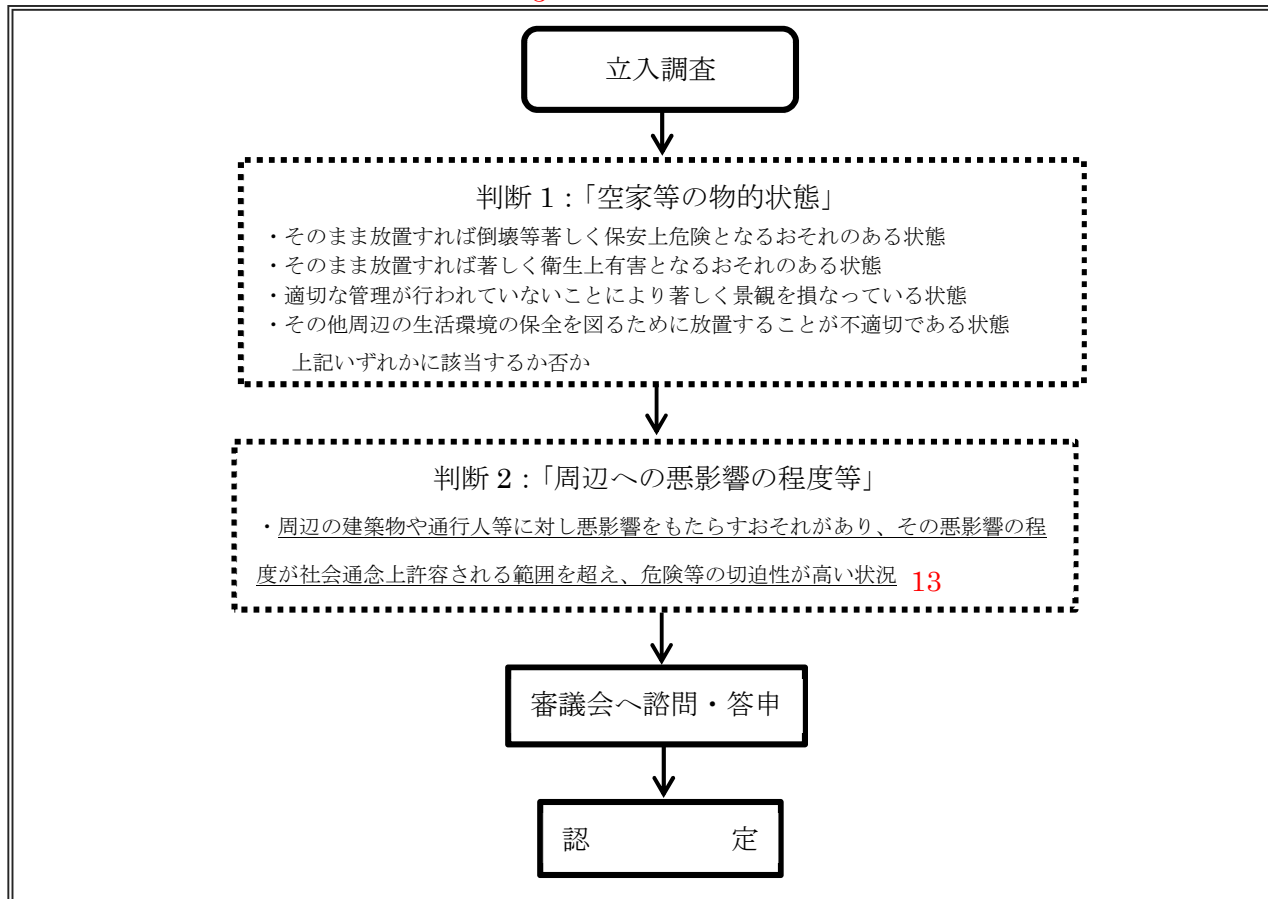 立入調査
判断 1：「空家等の物的状態」
・そのまま放置すれば倒壊等著しく保安上危険となるおそれのある状態
・そのまま放置すれば著しく衛生上有害となるおそれのある状態
・適切な管理が行われていないことにより著しく景観を損なっている状態
・その他周辺の生活環境の保全を図るために放置することが不適切である状態
上記いずれかに該当するか否か
判断 2：「周辺への悪影響の程度等」
・周辺の建築物や通行人等に対し悪影響をもたらすおそれがあり、その悪影響の程
度が社会通念上許容される範囲を超え、危険等の切迫性が高い状況 13
審議会へ諮問・答申
認　　　　　定